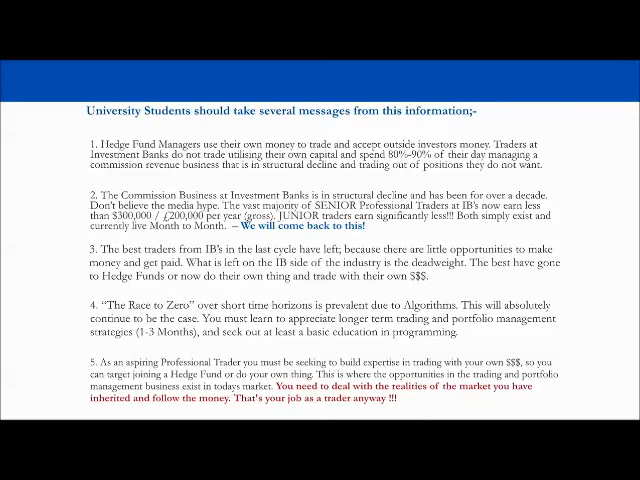 University Students should take several messages from this information;-
1. Hedge Fund Managers use their own money to trade and accept outside investors money. Traders at
Investment Banks do not trade utilising their own capital and spend 80%-90% of their day managing a
commission revenue business that is in structural decline and trading out of positions they do not want.
2. The Commission Business at Investment Banks is in structural decline and has been for over a decade.
Don't believe the media hype. The vast majority of SENIOR Professional Traders at IB's now earn less
than $300,000 / £200,000 per year (gross). JUNIOR traders earn significantly less!!! Both simply exist and
currently live Month to Month. – We will come back to this!
3. The best traders from IB's in the last cycle have left; because there are little opportunities to make
money and get paid. What is left on the IB side of the industry is the deadweight. The best have gone
to Hedge Funds or now do their own thing and trade with their own $$$.
4. “The Race to Zero” over short time horizons is prevalent due to Algorithms. This will absolutely
continue to be the case. You must learn to appreciate longer term trading and portfolio management
strategies (1-3 Months), and seek out at least a basic education in programming.
5. As an aspiring Professional Trader you must be seeking to build expertise in trading with your own $$$, so you
can target joining a Hedge Fund or do your own thing. This is where the opportunities in the trading and portfolio
management business exist in todays market. You need to deal with the realities of the market you have
inherited and follow the money. That's your job as a trader anyway !!!